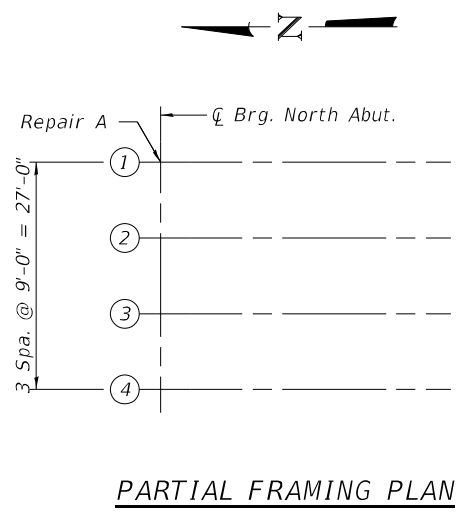 N
Repair A
℄ Brg. North Abut.
1
2
3
4
3 Spa. @ 9'-0" = 27'-0"
PARTIAL FRAMING PLAN